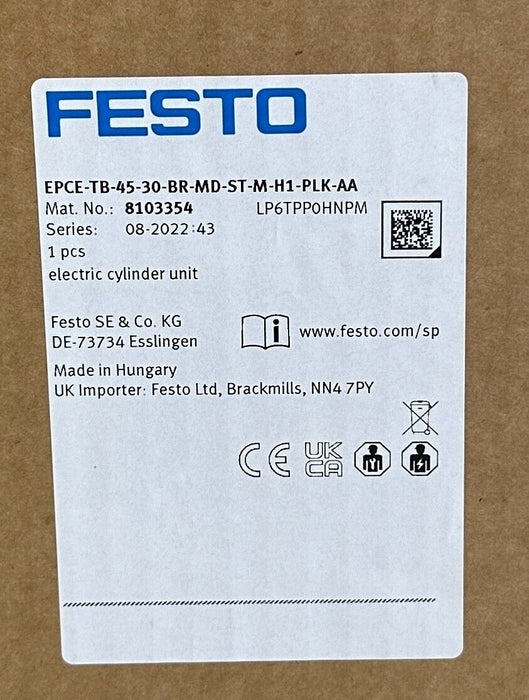 FESTO
EPCE-TB-45-30-BR-MD-ST-M-H1-PLK-AA
Mat. No.: 8103354 LP6TPP0HNPM
Series: 08-2022:43
1 pcs
electric cylinder unit
Festo SE & Co. KG
DE-73734 Esslingen
i www.festo.com/sp
Made in Hungary
UK Importer: Festo Ltd, Brackmills, NN4 7PY
CE UK CA